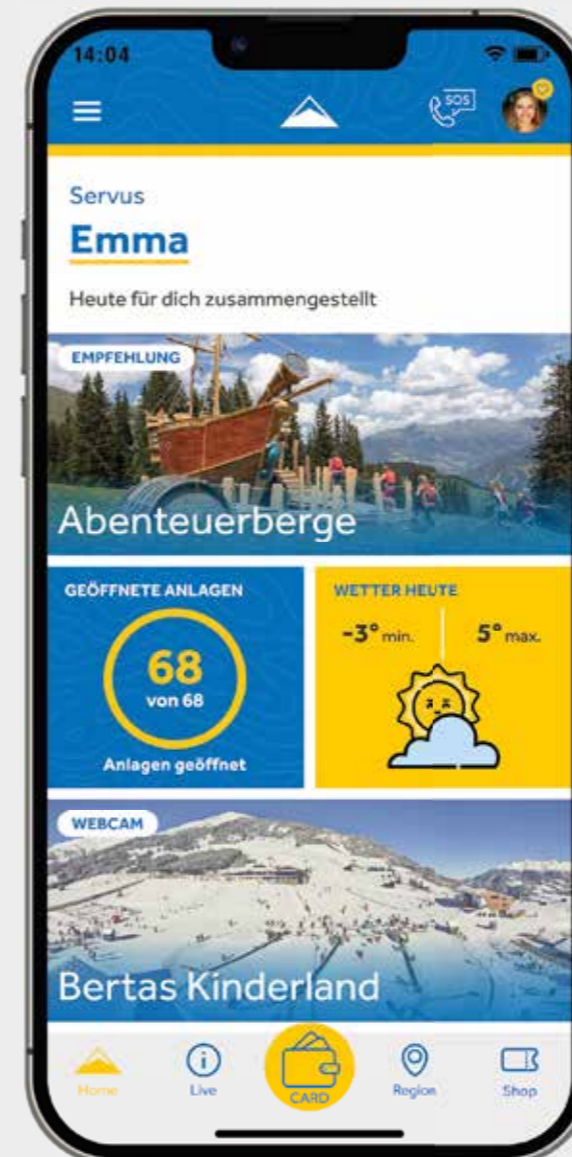 14:04
SOS
Servus
Emma
Heute für dich zusammengestellt
EMPFEHLUNG
Abenteuerberge
GEÖFFNETE ANLAGEN
68
von 68
Anlagen geöffnet
WETTER HEUTE
-3° min.
5° max.
WEBCAM
Bertas Kinderland
Home
Live
CARD
Region
Shop